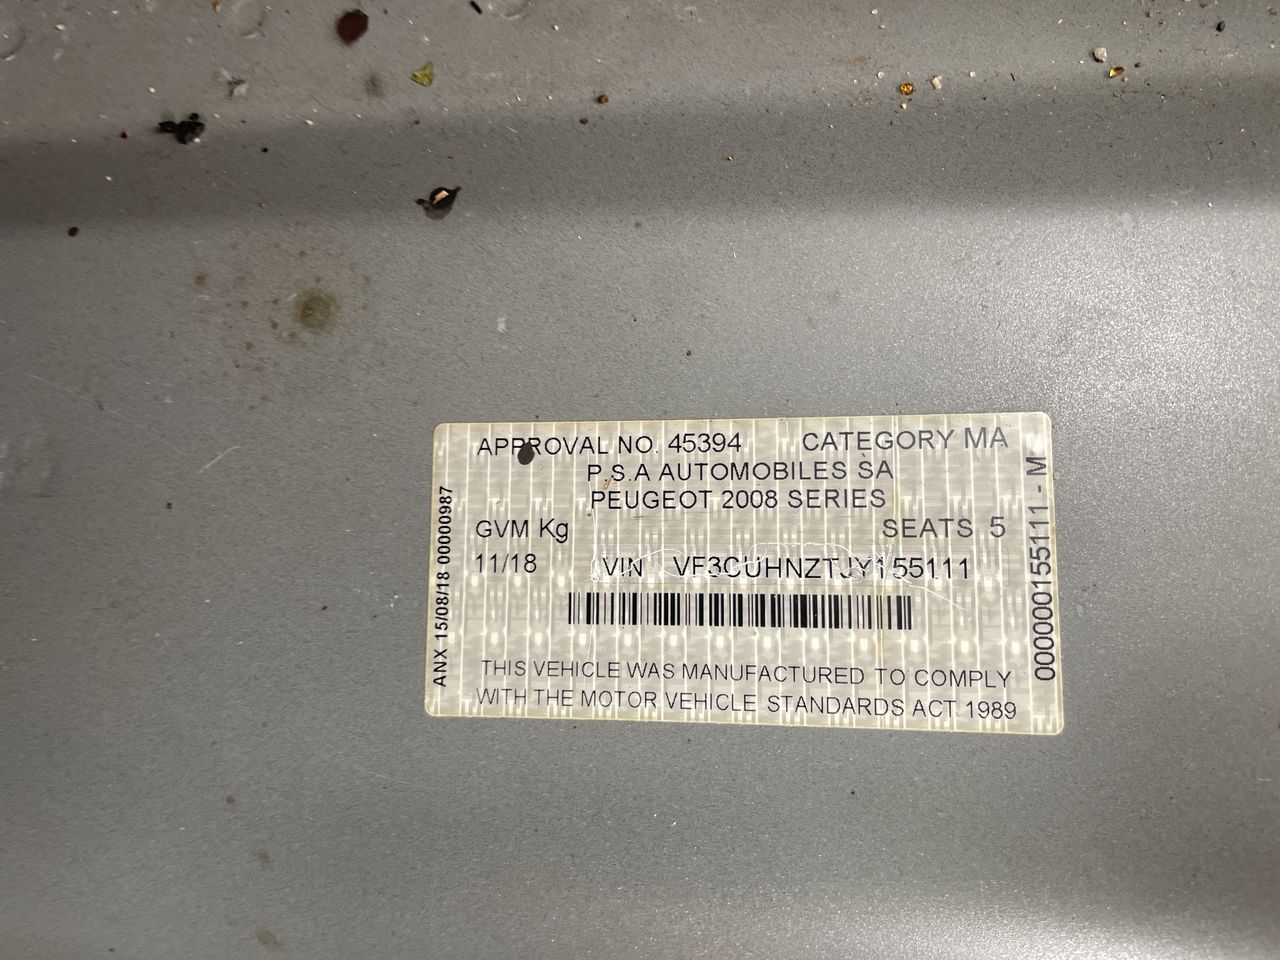 APPROVAL NO. 45394 CATEGORY MA
P.S.A AUTOMOBILES SA
PEUGEOT 2008 SERIES
GVM Kg SEATS 5
11/18 VIN VF3CUHNZTJY155111
THIS VEHICLE WAS MANUFACTURED TO COMPLY
WITH THE MOTOR VEHICLE STANDARDS ACT 1989
ANX 15/08/18 00000987
000000155111 - M